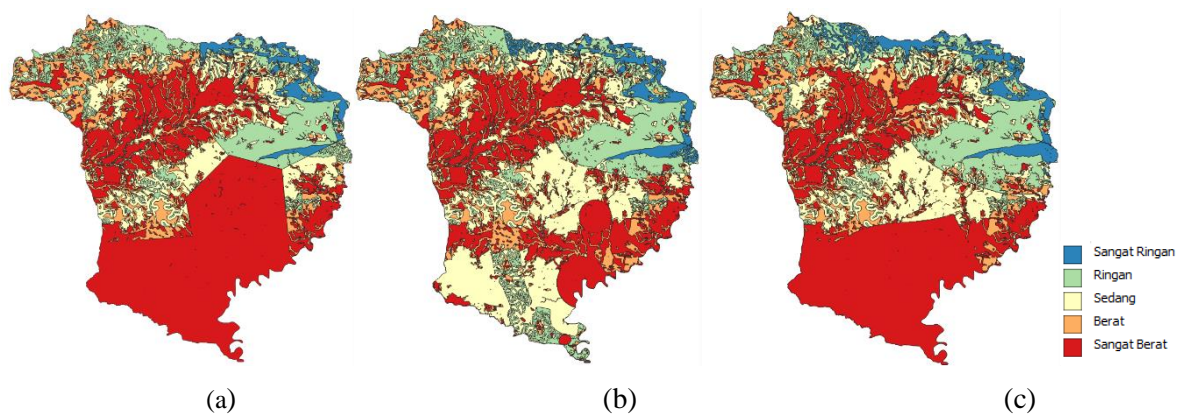 Sangat Ringan
Ringan
Sedang
Berat
Sangat Berat
(a) (b) (c)